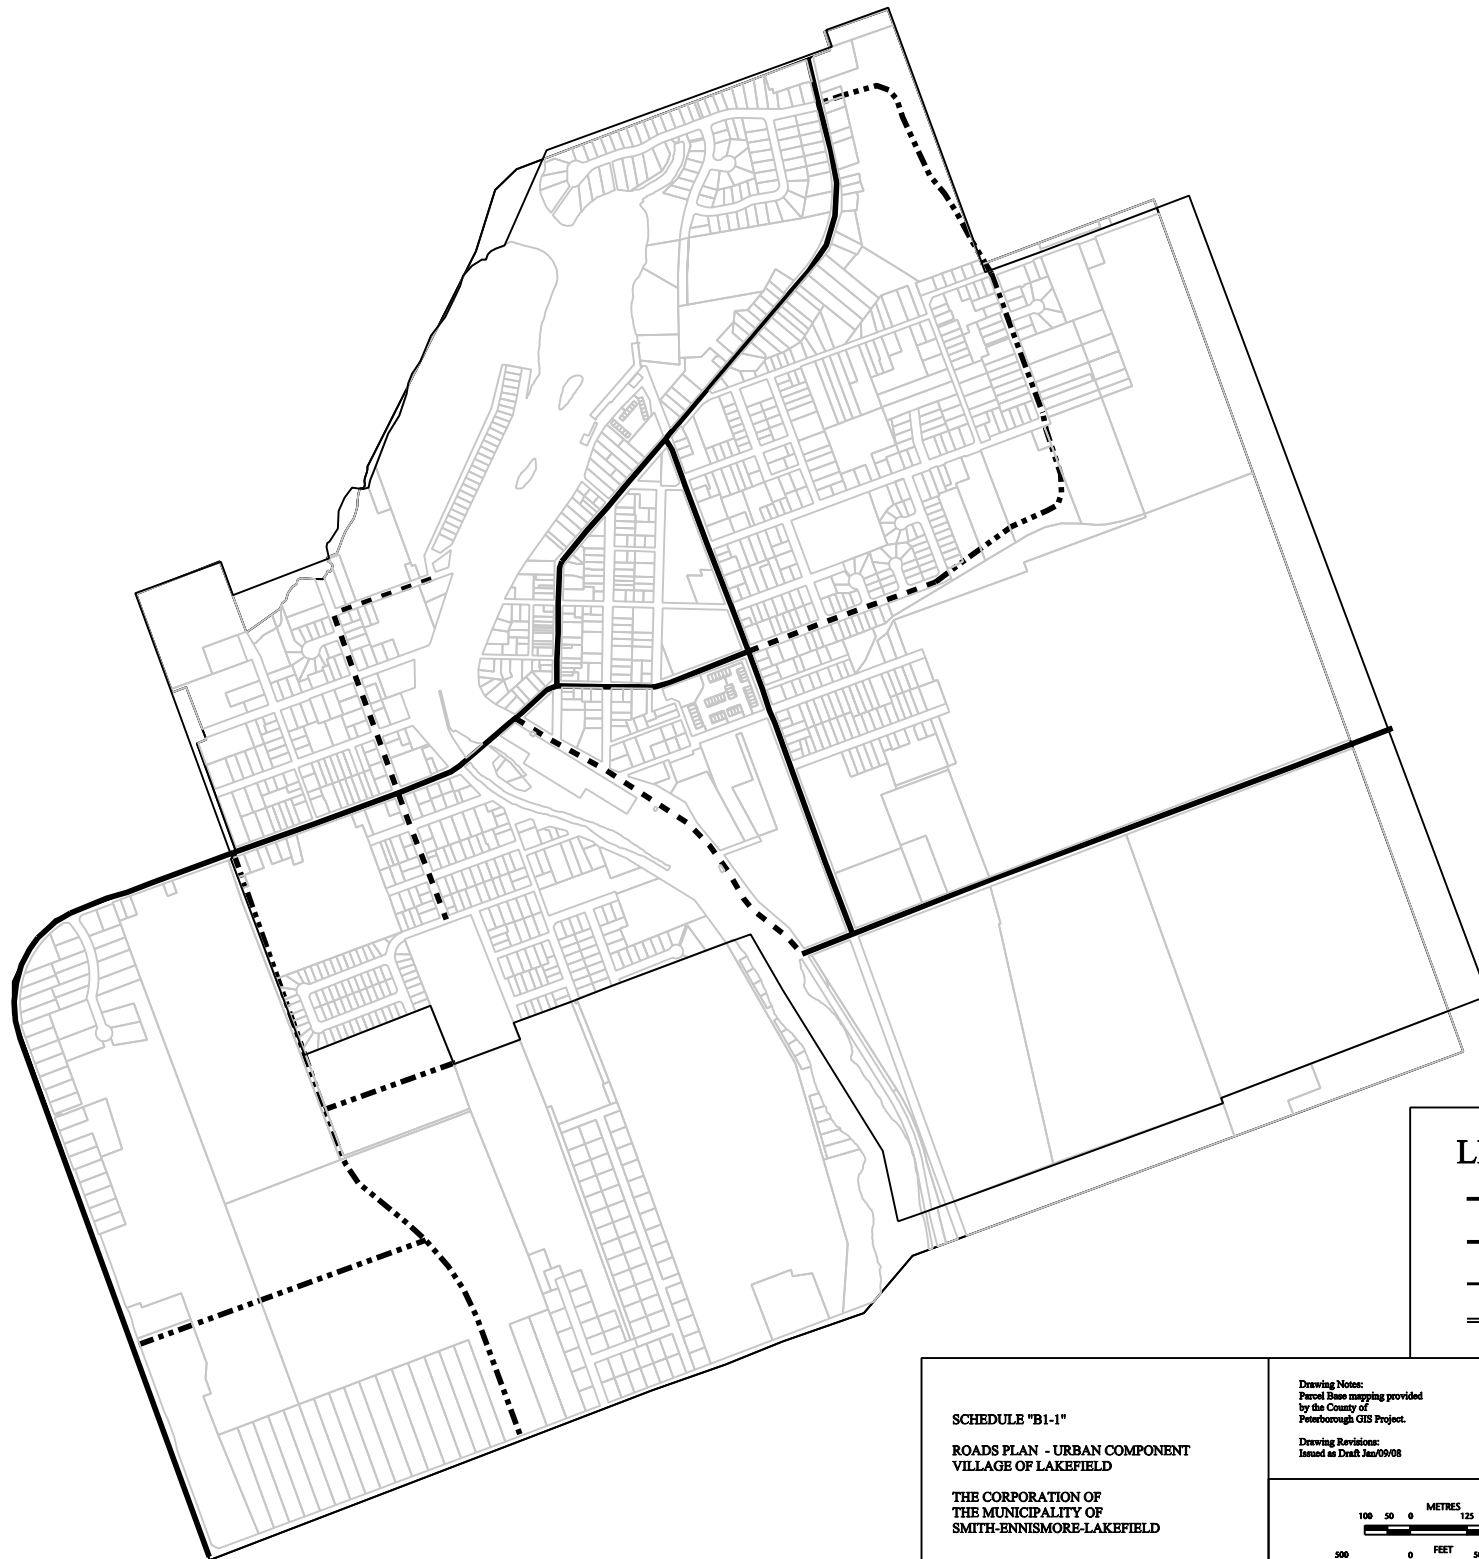 SCHEDULE "B1-1"
ROADS PLAN - URBAN COMPONENT
VILLAGE OF LAKEFIELD
THE CORPORATION OF
THE MUNICIPALITY OF
SMITH-ENNISMORE-LAKEFIELD
Drawing Notes:
Parcel Base mapping provided
by the County of
Peterborough GIS Project.
Drawing Revisions:
Issued as Draft Jan/09/08
METRES
100 50 0 125
500 0 FEET